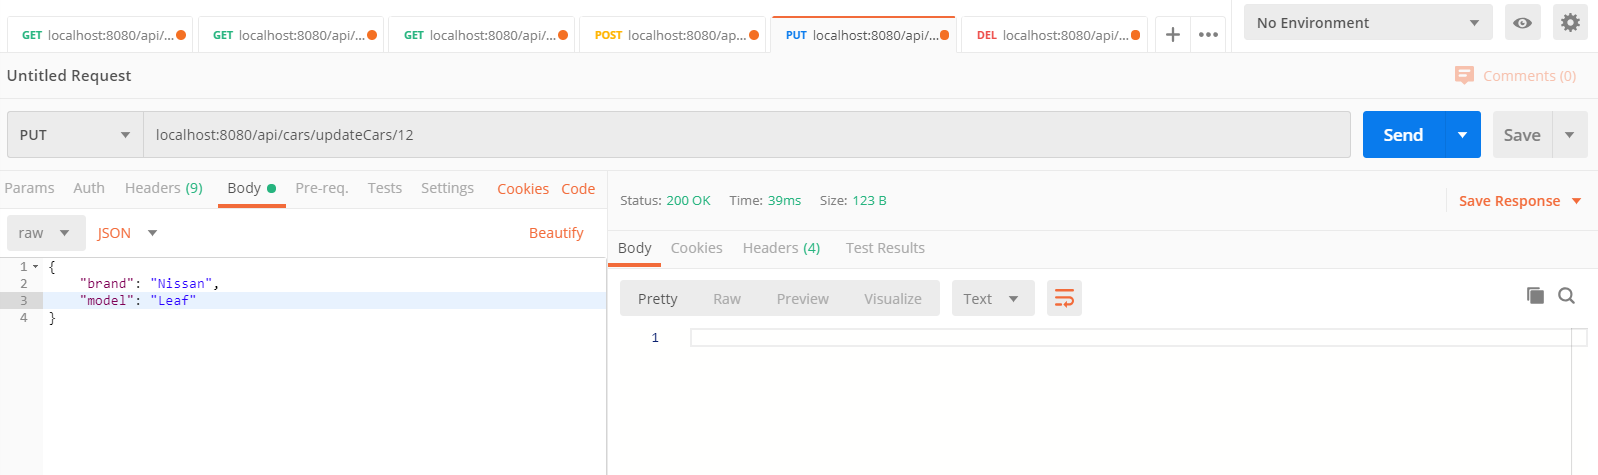 GET localhost:8080/api/... GET localhost:8080/api/... GET localhost:8080/api/... POST localhost:8080/ap... PUT localhost:8080/api/... DEL localhost:8080/api/... No Environment
Untitled Request Comments (0)
PUT localhost:8080/api/cars/updateCars/12 Send Save
Params Auth Headers (9) Body Pre-req. Tests Settings Cookies Code
raw JSON Beautify
1 {
2 "brand": "Nissan",
3 "model": "Leaf"
4 }
Status: 200 OK Time: 39ms Size: 123 B Save Response
Body Cookies Headers (4) Test Results
Pretty Raw Preview Visualize Text
1